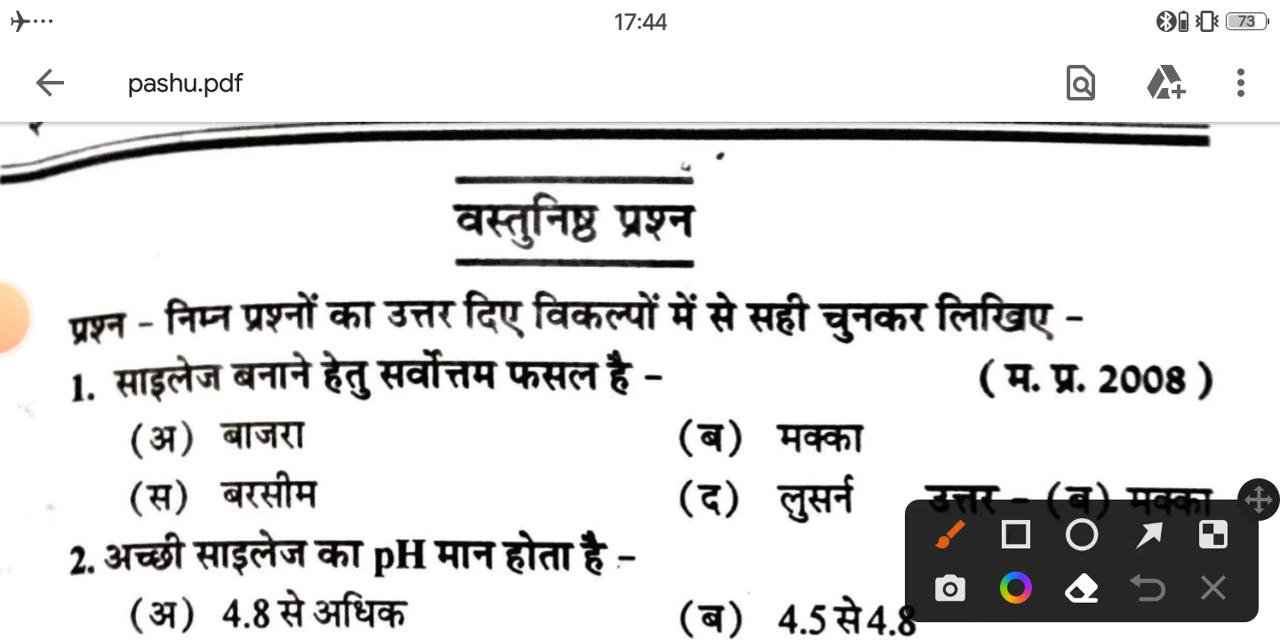 17:44
73
pashu.pdf
वस्तुनिष्ठ प्रश्न
प्रश्न - निम्न प्रश्नों का उत्तर दिए विकल्पों में से सही चुनकर लिखिए -
1. साइलेज बनाने हेतु सर्वोत्तम फसल है - ( म. प्र. 2008 )
(अ) बाजरा (ब) मक्का
(स) बरसीम (द) लुसर्न उत्तर - (ब) मक्का
2. अच्छी साइलेज का pH मान होता है -
(अ) 4.8 से अधिक (ब) 4.5 से 4.8